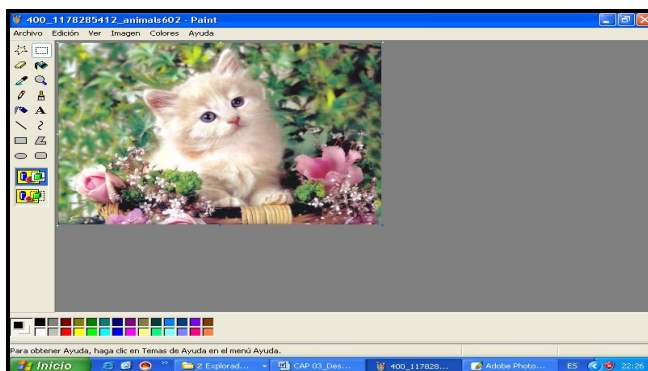 400_1178285412_animals602 - Paint
Archivo Edición Ver Imagen Colores Ayuda
A
Para obtener Ayuda, haga clic en Temas de Ayuda en el menú Ayuda.
Inicio 2 Explorad... CAP 03_Des... 400_117828... Adobe Photo... ES 22:26